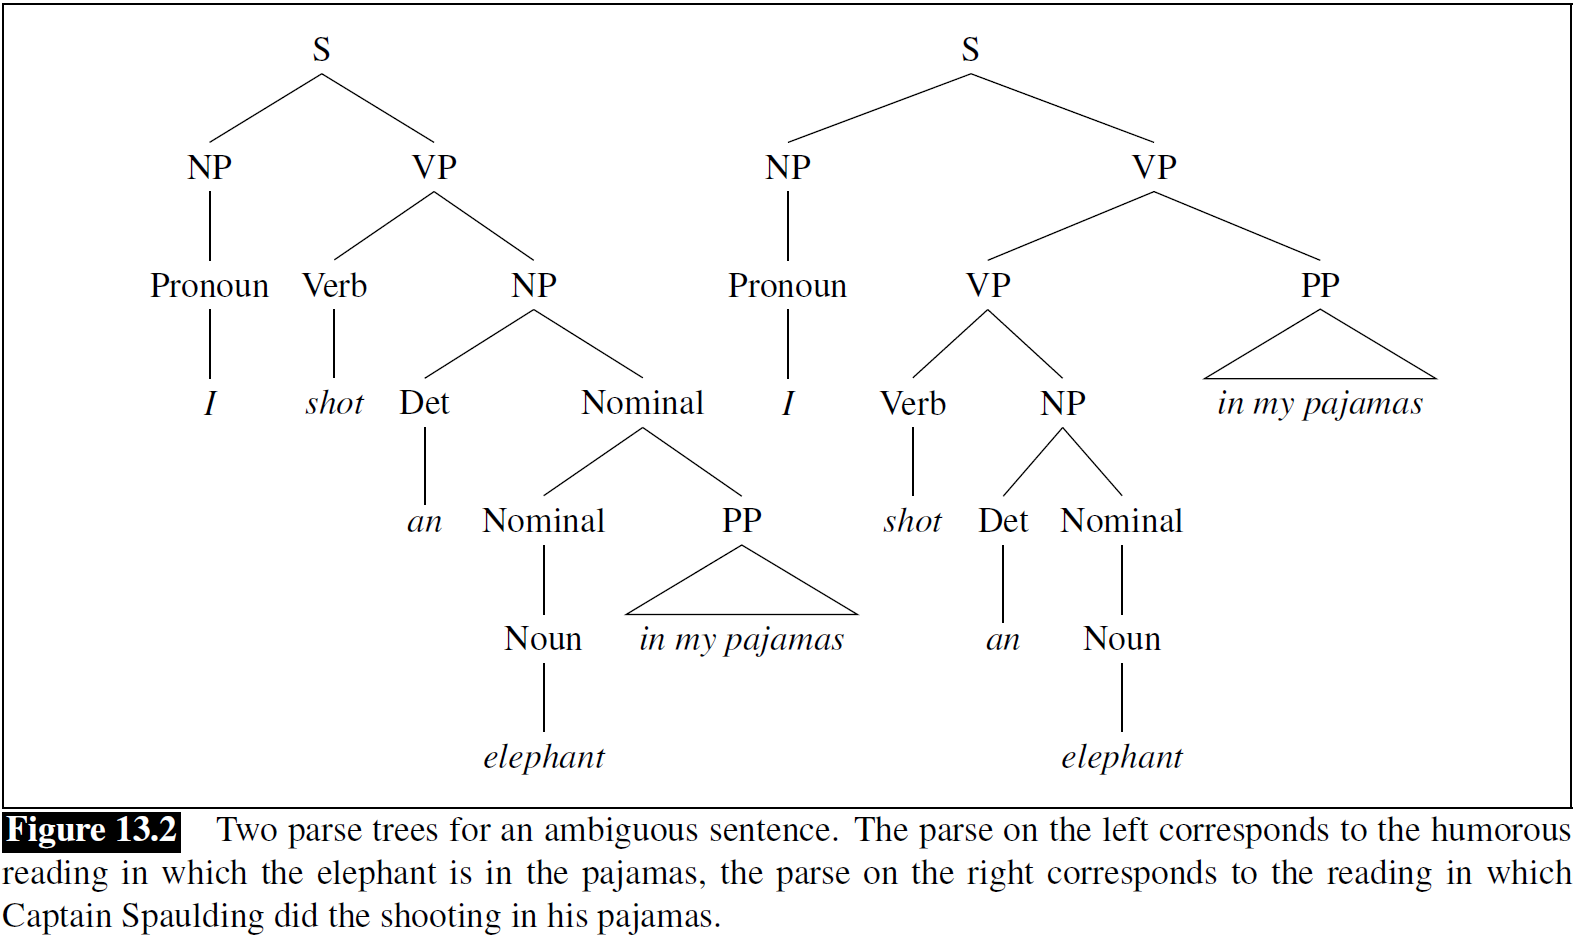 S S
NP VP NP VP
Pronoun Verb NP Pronoun VP PP
I shot Det Nominal I Verb NP in my pajamas
an Nominal PP shot Det Nominal
Noun in my pajamas an Noun
elephant elephant
Figure 13.2 Two parse trees for an ambiguous sentence. The parse on the left corresponds to the humorous
reading in which the elephant is in the pajamas, the parse on the right corresponds to the reading in which
Captain Spaulding did the shooting in his pajamas.